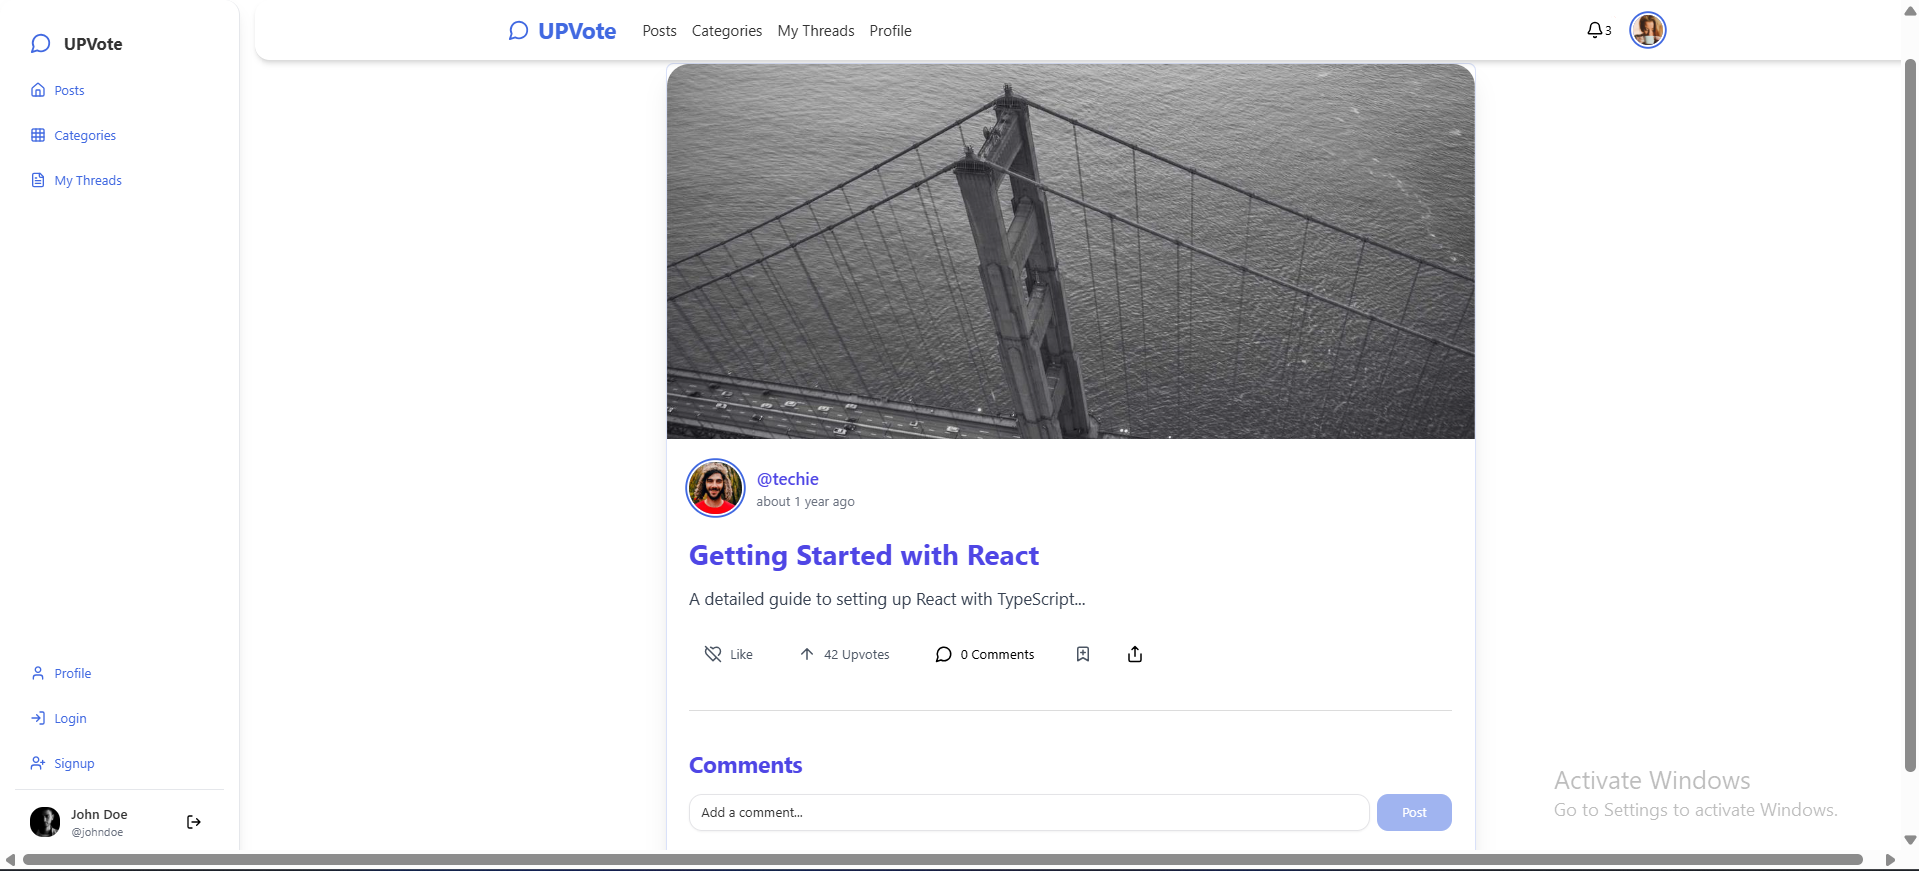 UPVote
Posts
Categories
My Threads
Profile
Login
Signup
John Doe
@johndoe
UPVote Posts Categories My Threads Profile
3
@techie
about 1 year ago
Getting Started with React
A detailed guide to setting up React with TypeScript...
Like 42 Upvotes 0 Comments
Comments
Add a comment... Post
Activate Windows
Go to Settings to activate Windows.